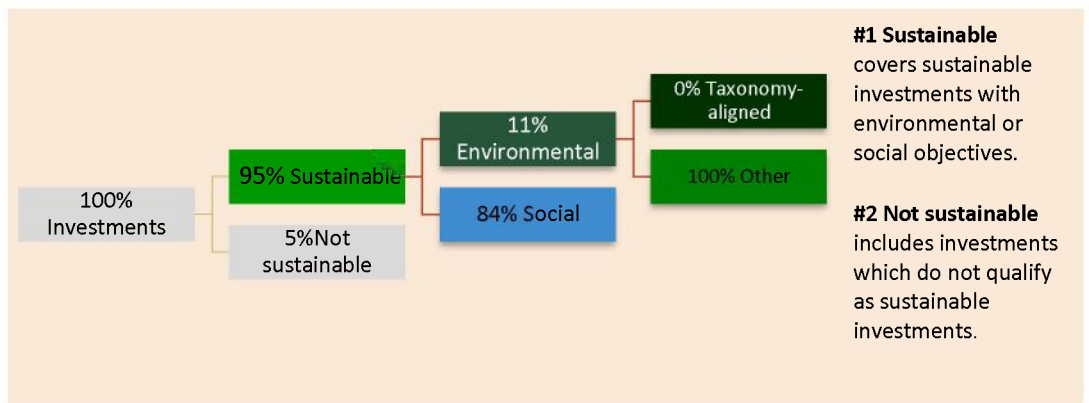 100%
Investments
95% Sustainable
5%Not
sustainable
11%
Environmental
84% Social
0% Taxonomy-
aligned
100% Other
#1 Sustainable
covers sustainable
investments with
environmental or
social objectives.
#2 Not sustainable
includes investments
which do not qualify
as sustainable
investments.